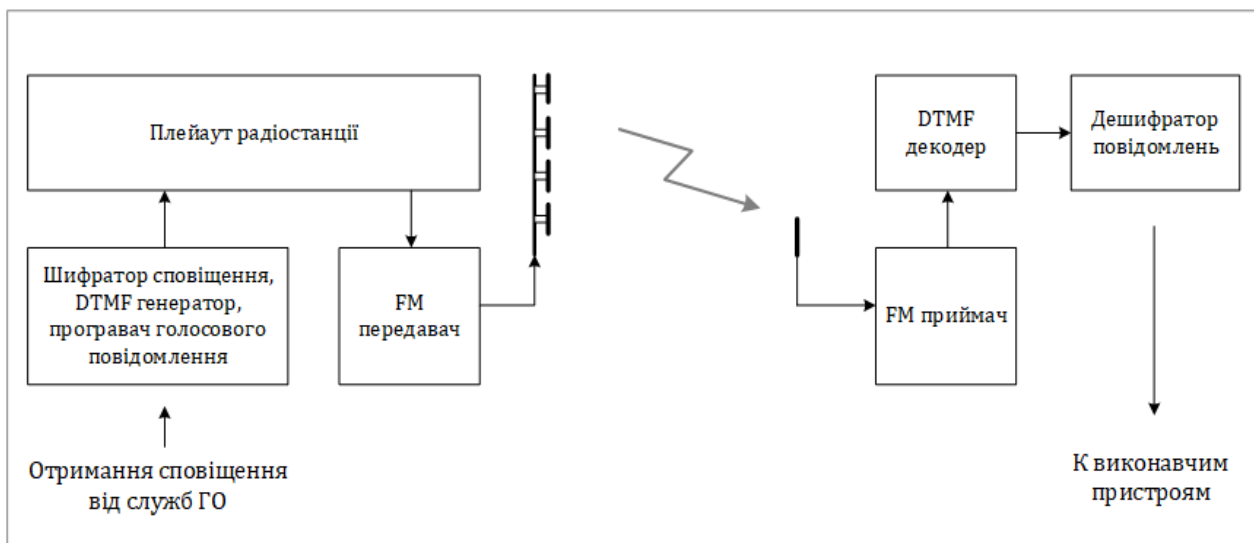 Плейаут радіостанції
DTMF
декодер
Дешифратор
повідомлень
Шифратор сповіщення,
DTMF генератор,
програвач голосового
повідомлення
FM
передавач
FM приймач
Отримання сповіщення
від служб ГО
К виконавчим
пристроям